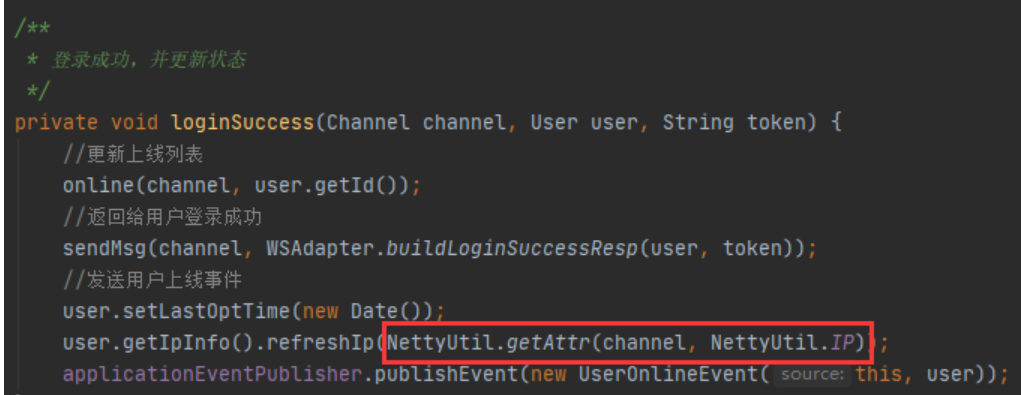 /**
 * 登录成功，并更新状态
 */
private void loginSuccess(Channel channel, User user, String token) {
    //更新上线列表
    online(channel, user.getId());
    //返回给用户登录成功
    sendMsg(channel, WSAdapter.buildLoginSuccessResp(user, token));
    //发送用户上线事件
    user.setLastOptTime(new Date());
    user.getIpInfo().refreshIp(NettyUtil.getAttr(channel, NettyUtil.IP));
    applicationEventPublisher.publishEvent(new UserOnlineEvent( source: this, user));